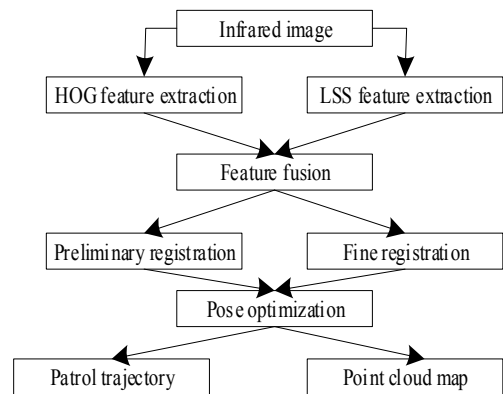 Infrared image
HOG feature extraction
LSS feature extraction
Feature fusion
Preliminary registration
Fine registration
Pose optimization
Patrol trajectory
Point cloud map